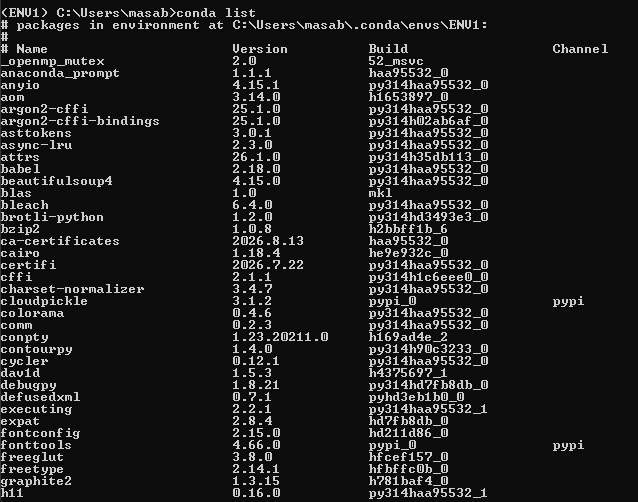 (ENV1) C:\Users\masab>conda list
# packages in environment at C:\Users\masab\.conda\envs\ENV1:
#
# Name Version Build Channel
_openmp_mutex 2.0 52_msvc
anaconda_prompt 1.1.1 haa95532_0
anyio 4.15.1 py314haa95532_0
aom 3.14.0 h1653897_0
argon2-cffi 25.1.0 py314haa95532_0
argon2-cffi-bindings 25.1.0 py314h02ab6af_0
asttokens 3.0.1 py314haa95532_0
async-lru 2.3.0 py314haa95532_0
attrs 26.1.0 py314h35db113_0
babel 2.18.0 py314haa95532_0
beautifulsoup4 4.15.0 py314haa95532_0
blas 1.0 mkl
bleach 6.4.0 py314haa95532_0
brotli-python 1.2.0 py314hd3493e3_0
bzip2 1.0.8 h2bbff1b_6
ca-certificates 2026.8.13 haa95532_0
cairo 1.18.4 he9e932c_0
certifi 2026.7.22 py314haa95532_0
cffi 2.1.1 py314h1c6eee0_0
charset-normalizer 3.4.7 py314haa95532_0
cloudpickle 3.1.2 pypi_0 pypi
colorama 0.4.6 py314haa95532_0
comm 0.2.3 py314haa95532_0
conpty 1.23.20211.0 h169ad4e_2
contourpy 1.4.0 py314h90c3233_0
cycler 0.12.1 py314haa95532_0
dav1d 1.5.3 h4375697_1
debugpy 1.8.21 py314hd7fb8db_0
defusedxml 0.7.1 pyhd3eb1b0_0
executing 2.2.1 py314haa95532_1
expat 2.8.4 hd7fb8db_0
fontconfig 2.15.0 hd211d86_0
fonttools 4.66.0 pypi_0 pypi
freeglut 3.8.0 hfcef157_0
freetype 2.14.1 hfbffc0b_0
graphite2 1.3.15 h781baf4_0
h11 0.16.0 py314haa95532_1